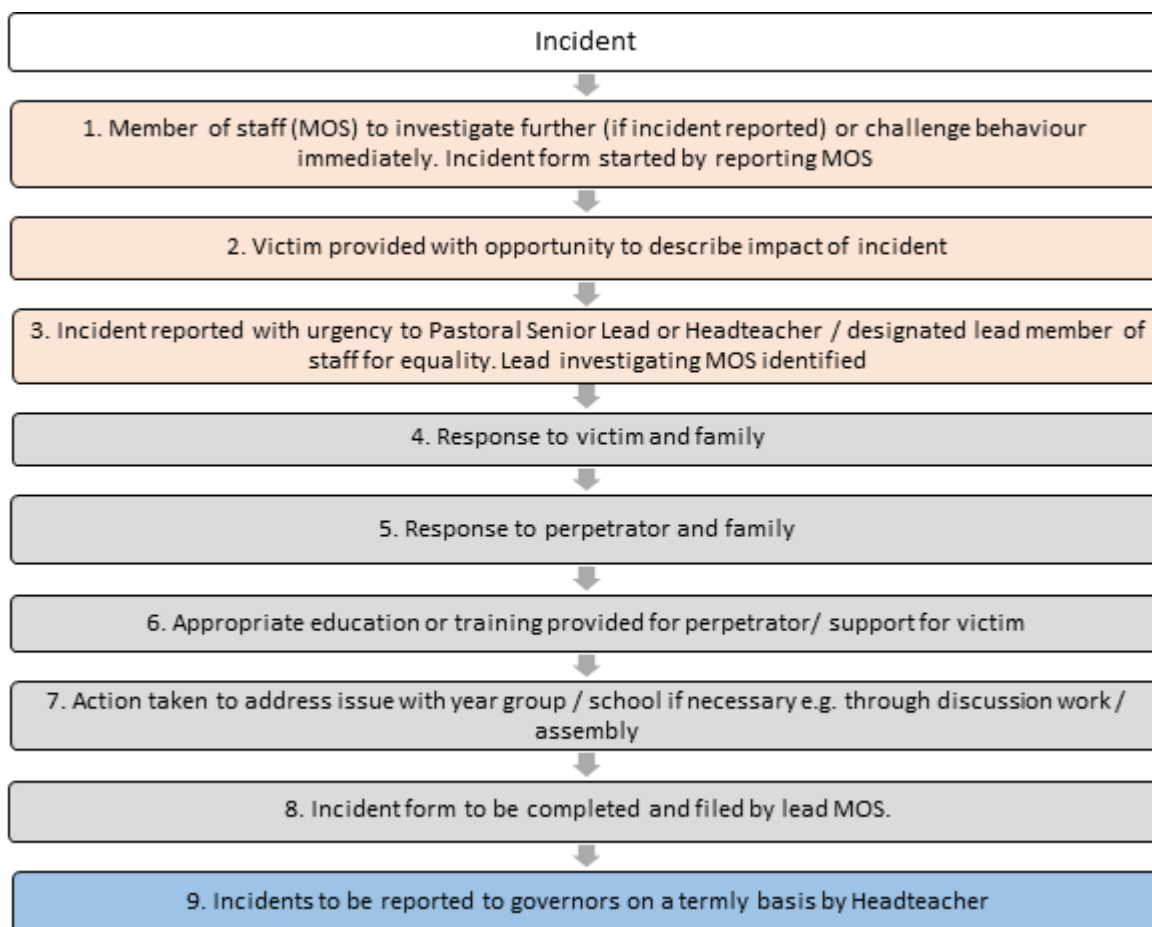 Incident
1. Member of staff (MOS) to investigate further (if incident reported) or challenge behaviour
immediately. Incident form started by reporting MOS
2. Victim provided with opportunity to describe impact of incident
3. Incident reported with urgency to Pastoral Senior Lead or Headteacher / designated lead member of
staff for equality. Lead investigating MOS identified
4. Response to victim and family
5. Response to perpetrator and family
6. Appropriate education or training provided for perpetrator/ support for victim
7. Action taken to address issue with year group / school if necessary e.g. through discussion work /
assembly
8. Incident form to be completed and filed by lead MOS.
9. Incidents to be reported to governors on a termly basis by Headteacher